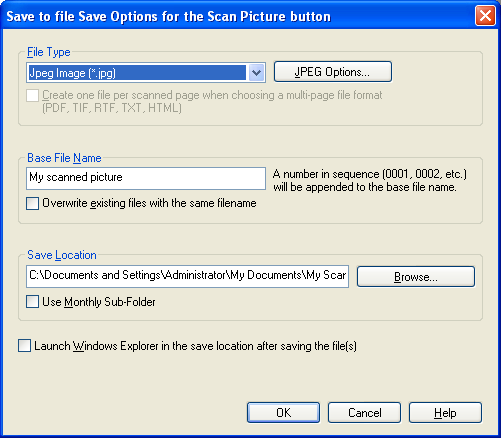 Save to file Save Options for the Scan Picture button
File Type
Jpeg Image (*.jpg)
JPEG Options...
Create one file per scanned page when choosing a multi-page file format
(PDF, TIF, RTF, TXT, HTML)
Base File Name
My scanned picture
A number in sequence (0001, 0002, etc.)
will be appended to the base file name.
Overwrite existing files with the same filename
Save Location
C:\Documents and Settings\Administrator\My Documents\My Scar
Browse...
Use Monthly Sub-Folder
Launch Windows Explorer in the save location after saving the file(s)
OK
Cancel
Help